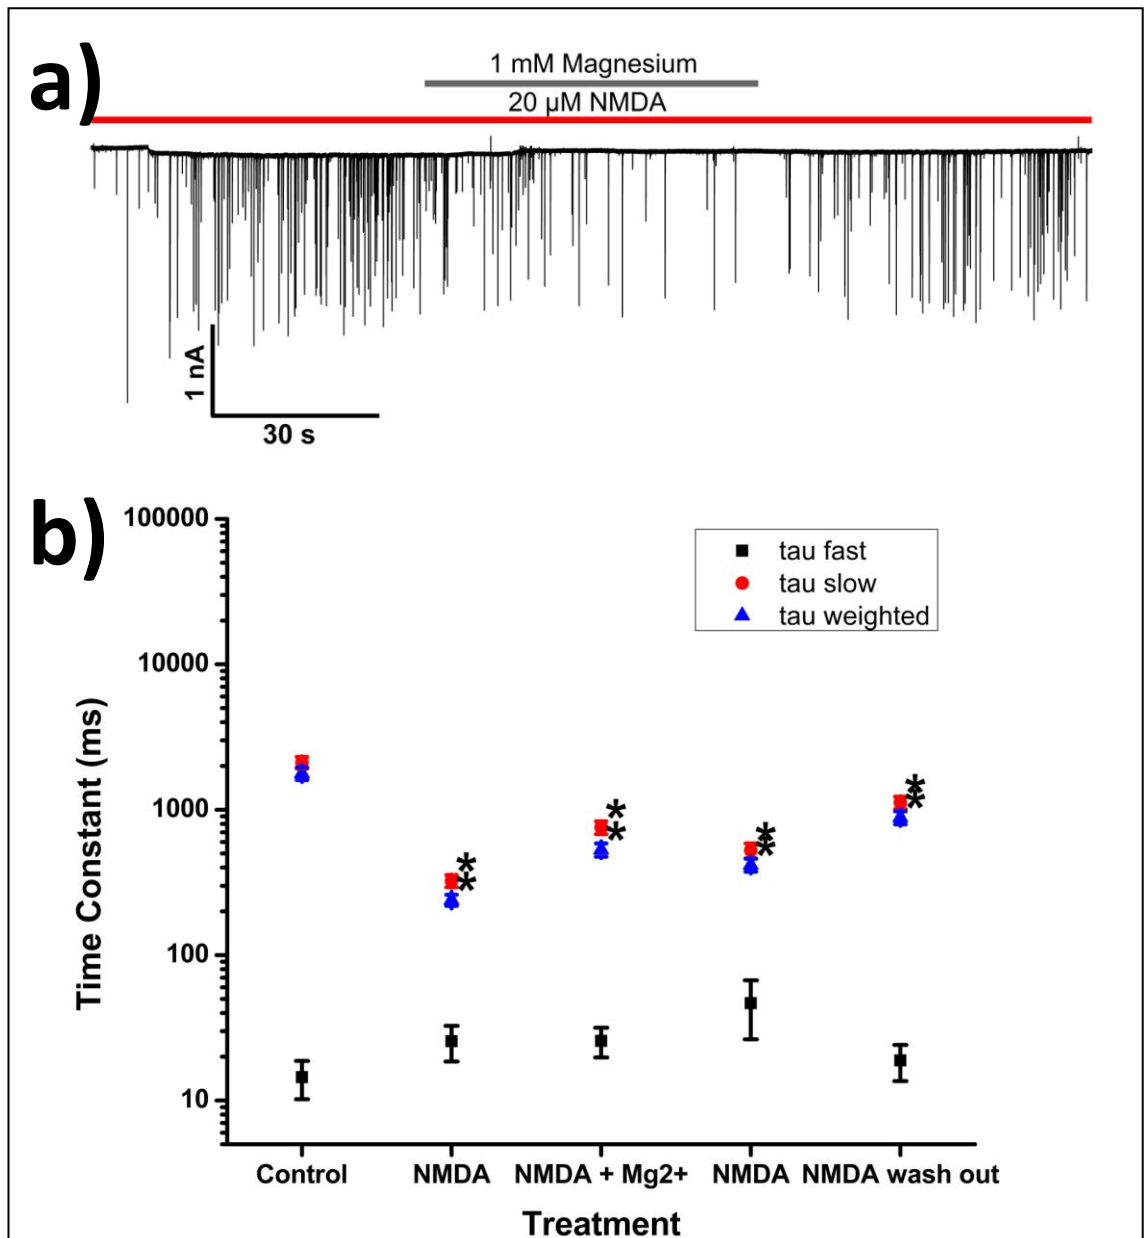 a)
1 mM Magnesium
20 µM NMDA
1 nA
30 s
b)
100000
10000
1000
100
10
Time Constant (ms)
tau fast
tau slow
tau weighted
*
*
*
*
*
*
*
*
Control NMDA NMDA + Mg2+ NMDA NMDA wash out
Treatment